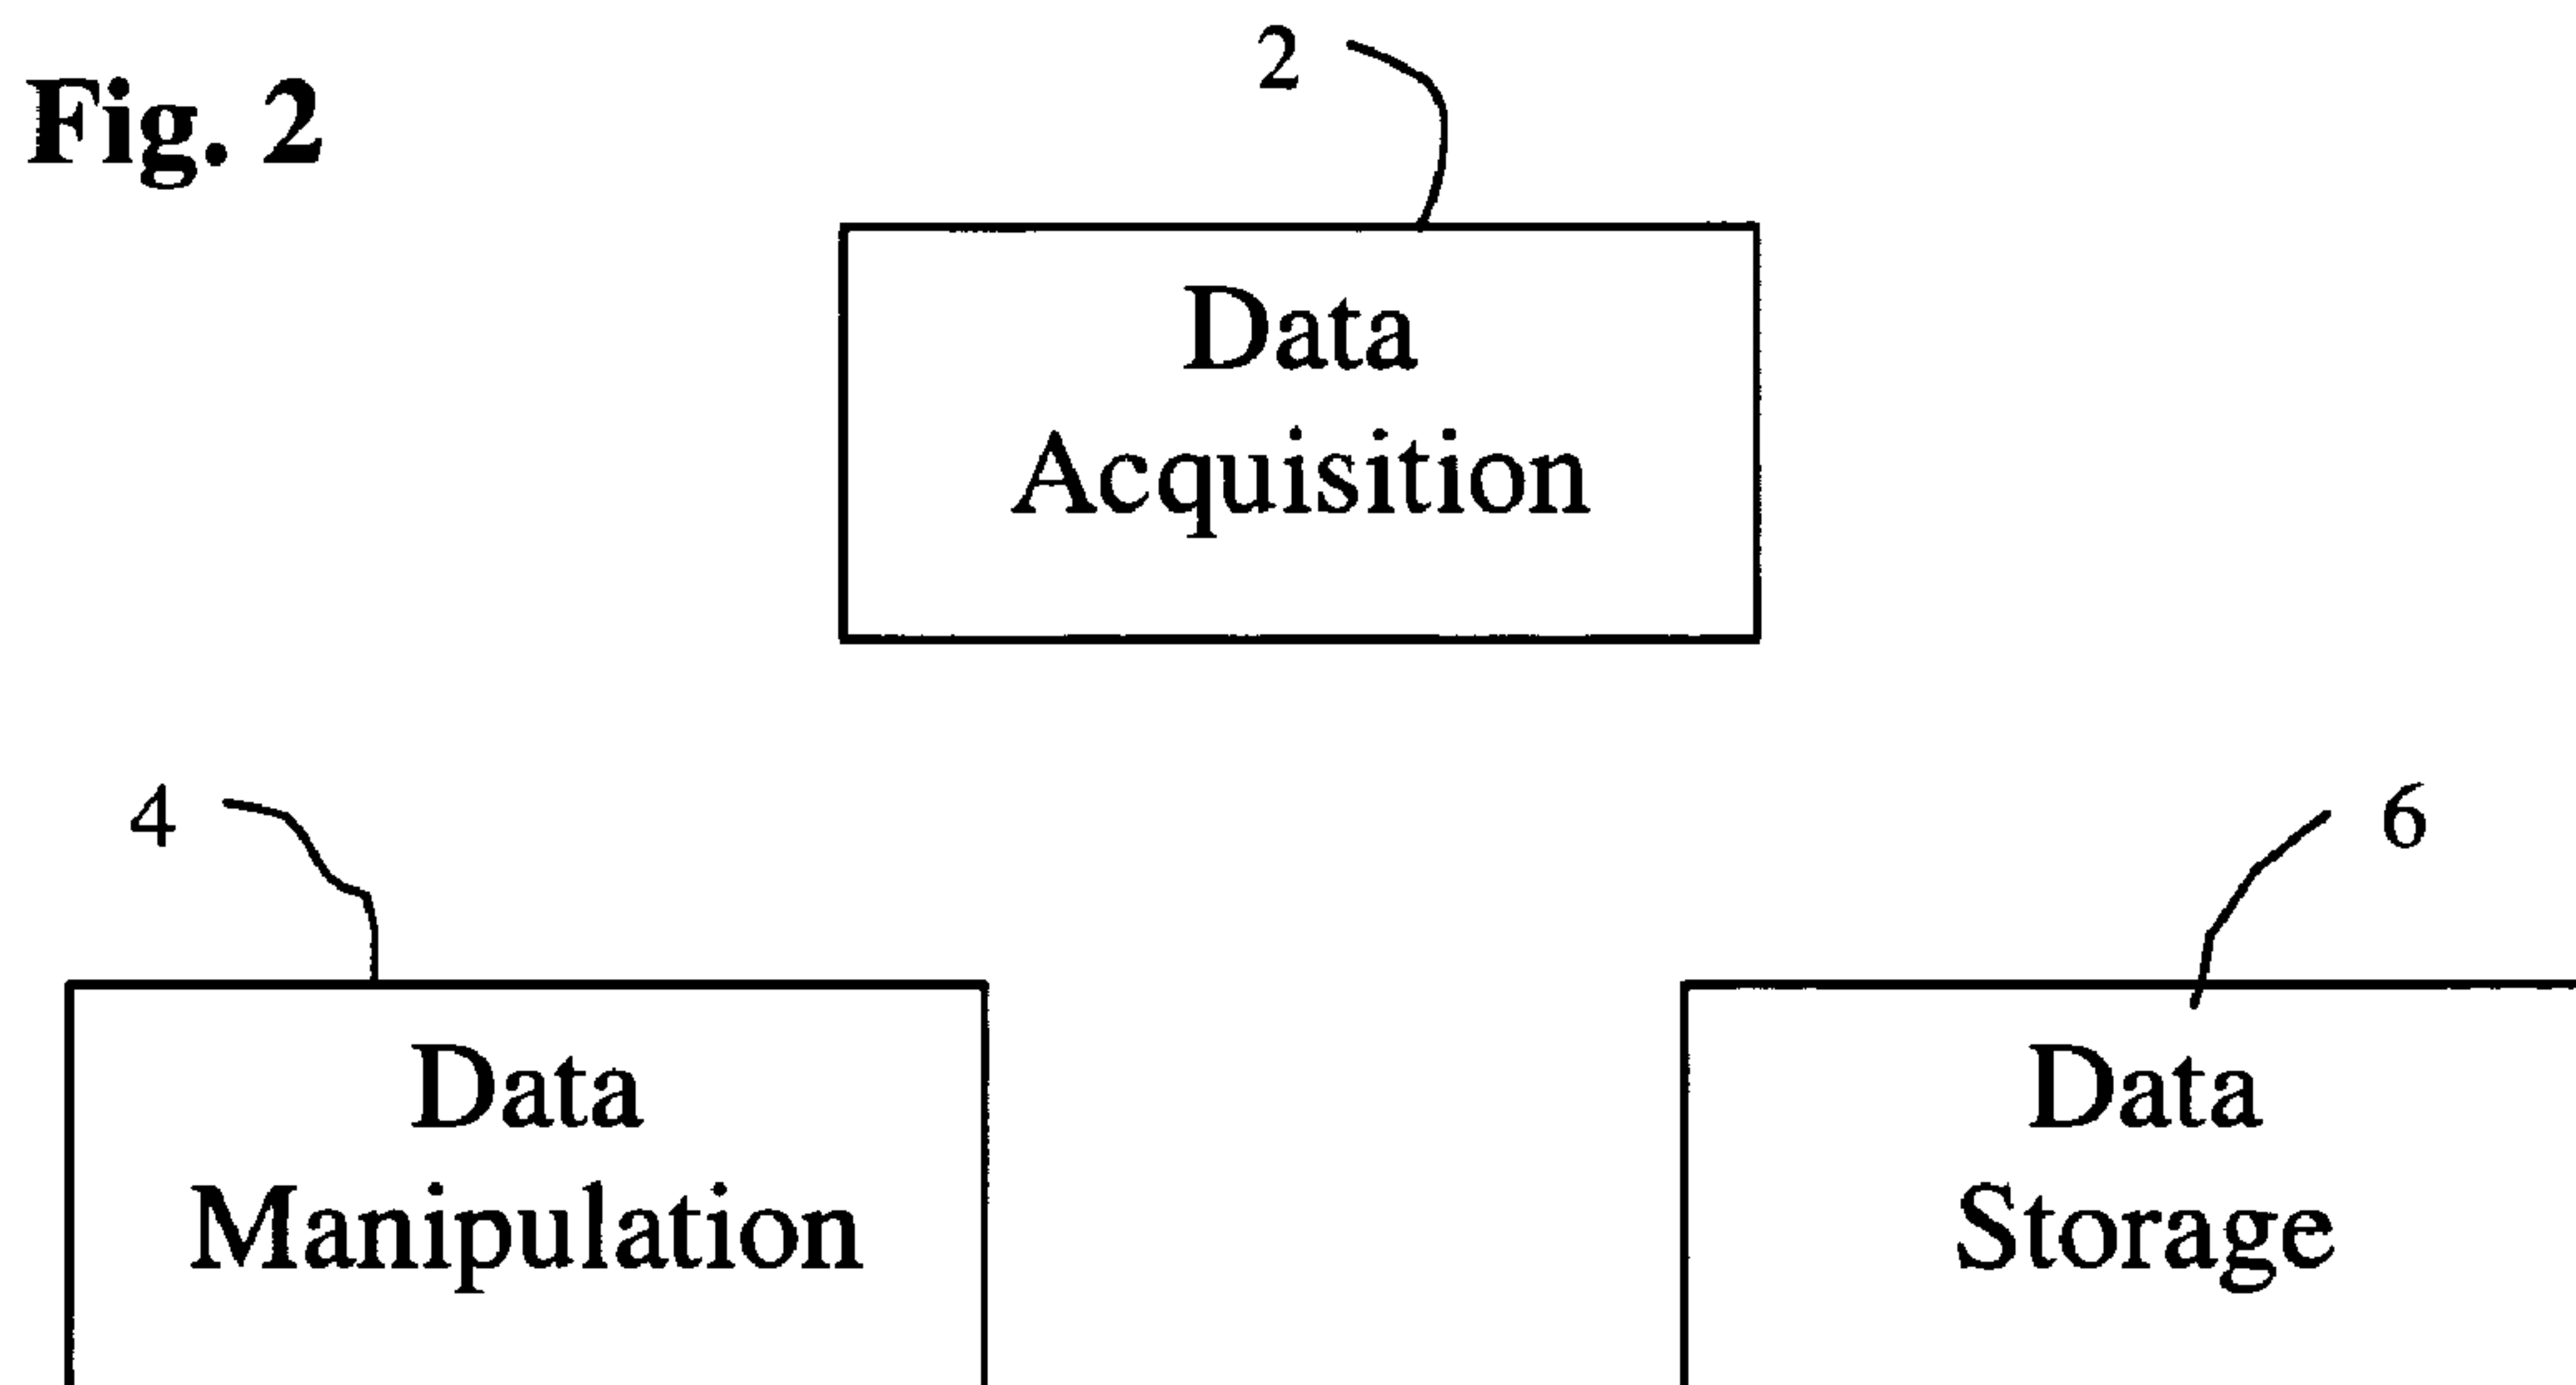 2
Fig. 2
Data
Acquisition
4
6
Data
Manipulation
Data
Storage